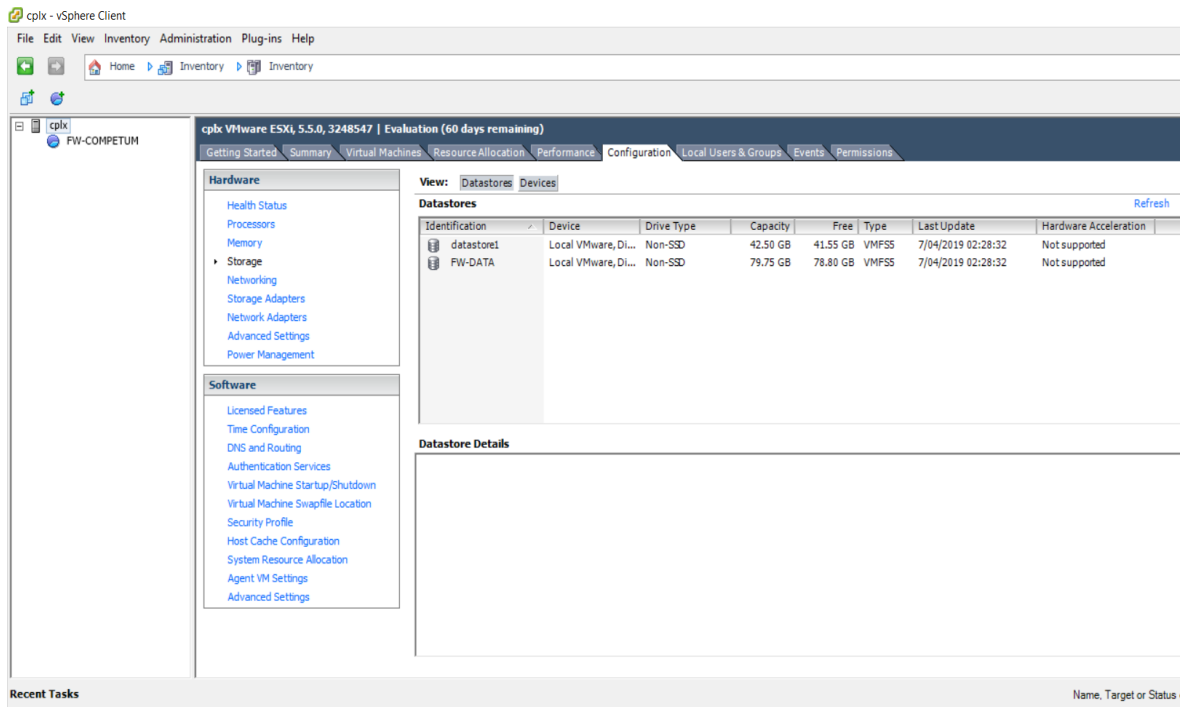 cplx - vSphere Client
File Edit View Inventory Administration Plug-ins Help
Home Inventory Inventory
cplx
FW-COMPETUM
cplx VMware ESXi, 5.5.0, 3248547 | Evaluation (60 days remaining)
Getting Started Summary Virtual Machines Resource Allocation Performance Configuration Local Users & Groups Events Permissions
Hardware
Health Status
Processors
Memory
Storage
Networking
Storage Adapters
Network Adapters
Advanced Settings
Power Management
Software
Licensed Features
Time Configuration
DNS and Routing
Authentication Services
Virtual Machine Startup/Shutdown
Virtual Machine Swapfile Location
Security Profile
Host Cache Configuration
System Resource Allocation
Agent VM Settings
Advanced Settings
View: Datastores Devices
Datastores Refresh
Identification Device Drive Type Capacity Free Type Last Update Hardware Acceleration
datastore1 Local VMware, Di... Non-SSD 42.50 GB 41.55 GB VMFS5 7/04/2019 02:28:32 Not supported
FW-DATA Local VMware, Di... Non-SSD 79.75 GB 78.80 GB VMFS5 7/04/2019 02:28:32 Not supported
Datastore Details
Recent Tasks Name, Target or Status